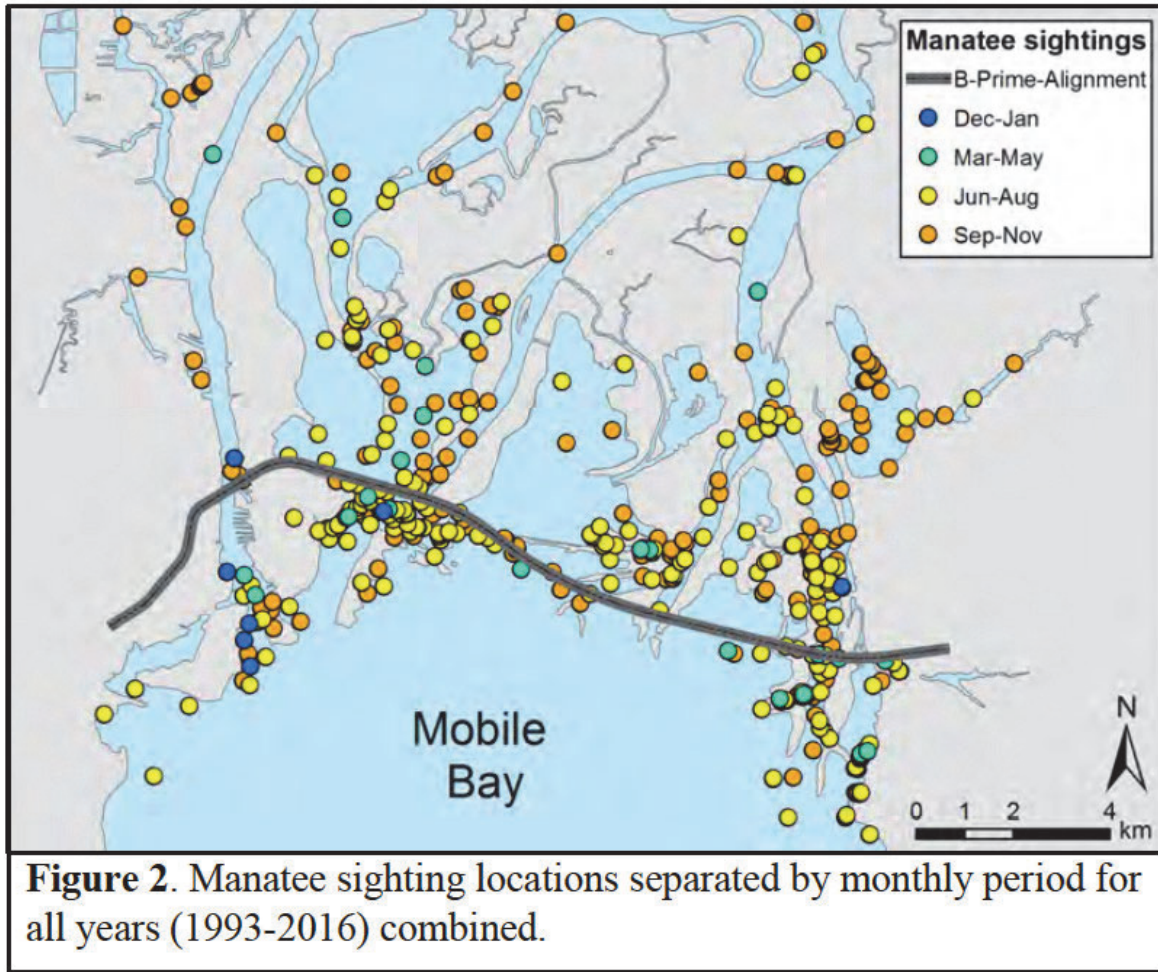 Manatee sightings
B-Prime-Alignment
Dec-Jan
Mar-May
Jun-Aug
Sep-Nov
Mobile
Bay
N
0 1 2 4
km
Figure 2. Manatee sighting locations separated by monthly period for
all years (1993-2016) combined.